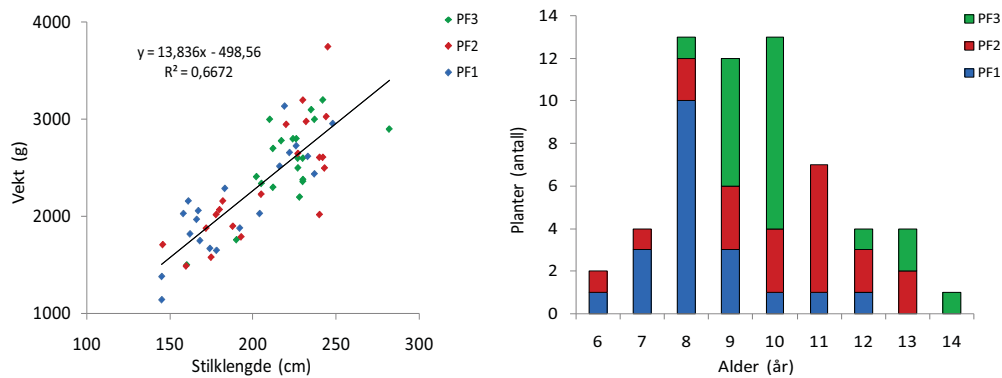 4000
3000
2000
1000
100
150
200
250
300
Vekt (g)
Stilklengde (cm)
y = 13,836x - 498,56
R² = 0,6672
PF3
PF2
PF1
14
12
10
8
6
4
2
0
6
7
8
9
10
11
12
13
14
Planter (antall)
Alder (år)
PF3
PF2
PF1